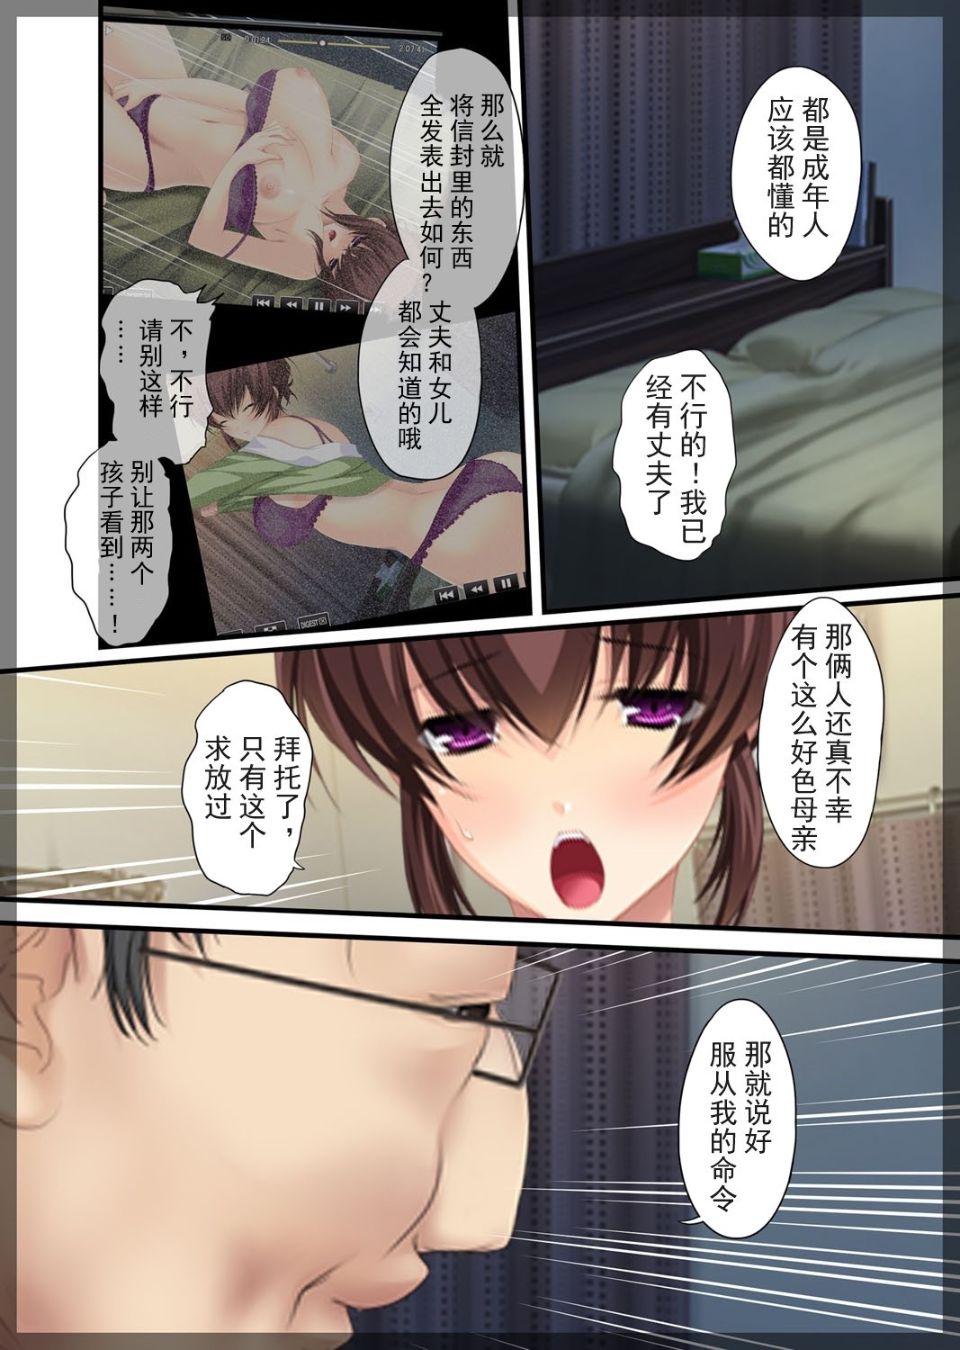 都是成年人
应该都懂的
不行的！我已
经有丈夫了
那么就
将信封里的东西
全发表出去如何？
丈夫和女儿
都会知道的哦
不，不行
请别这样
……
别让那两个
孩子看到……！
DIGEST
那俩人还真不幸
有个这么好色母亲
拜托了，
只有这个
求放过
那就说好
服从我的命令